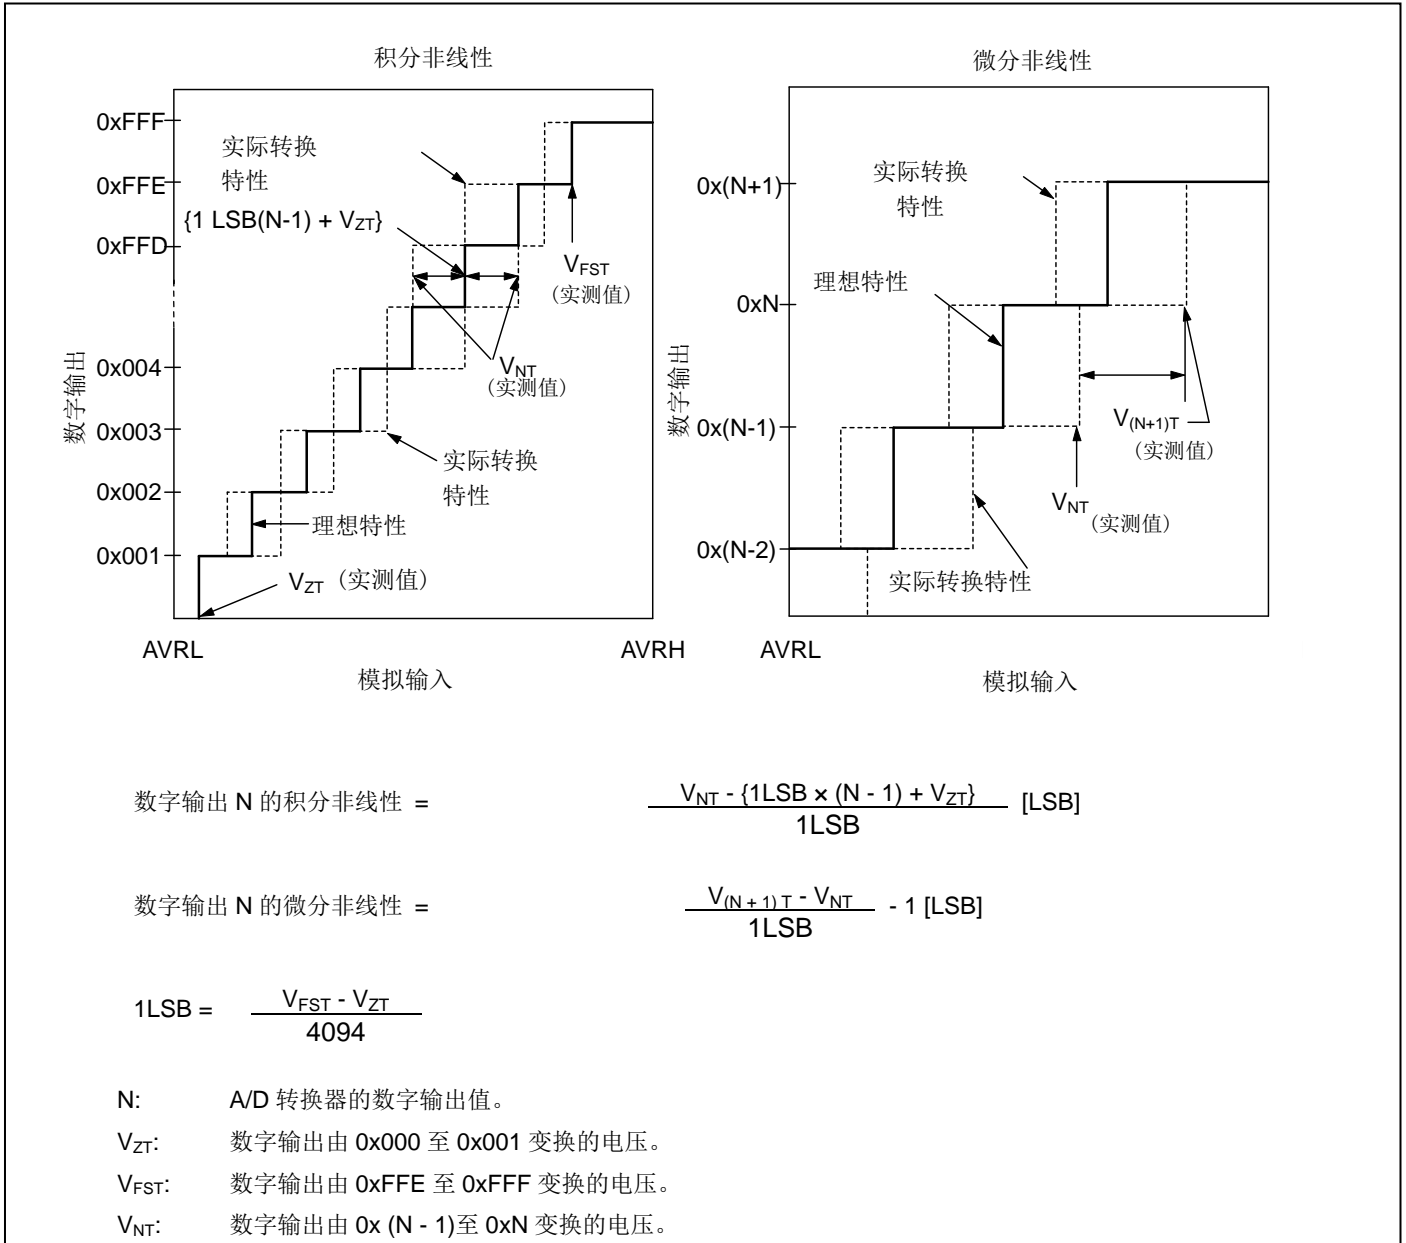 积分非线性
0xFFF
0xFFE
0xFFD
0x004
0x003
0x002
0x001
数字输出
实际转换
特性
{1 LSB(N-1) + VZT}
VFST
(实测值)
VNT
(实测值)
实际转换
特性
理想特性
VZT (实测值)
AVRL
AVRH
模拟输入
微分非线性
0x(N+1)
0xN
0x(N-1)
0x(N-2)
数字输出
实际转换
特性
理想特性
V(N+1)T
(实测值)
VNT
(实测值)
实际转换特性
AVRL
模拟输入
数字输出 N 的积分非线性 =
VNT - {1LSB × (N - 1) + VZT}
1LSB
[LSB]
数字输出 N 的微分非线性 =
V(N + 1) T - VNT
1LSB
- 1 [LSB]
1LSB =
VFST - VZT
4094
N: A/D 转换器的数字输出值。
VZT: 数字输出由 0x000 至 0x001 变换的电压。
VFST: 数字输出由 0xFFE 至 0xFFF 变换的电压。
VNT: 数字输出由 0x (N - 1)至 0xN 变换的电压。